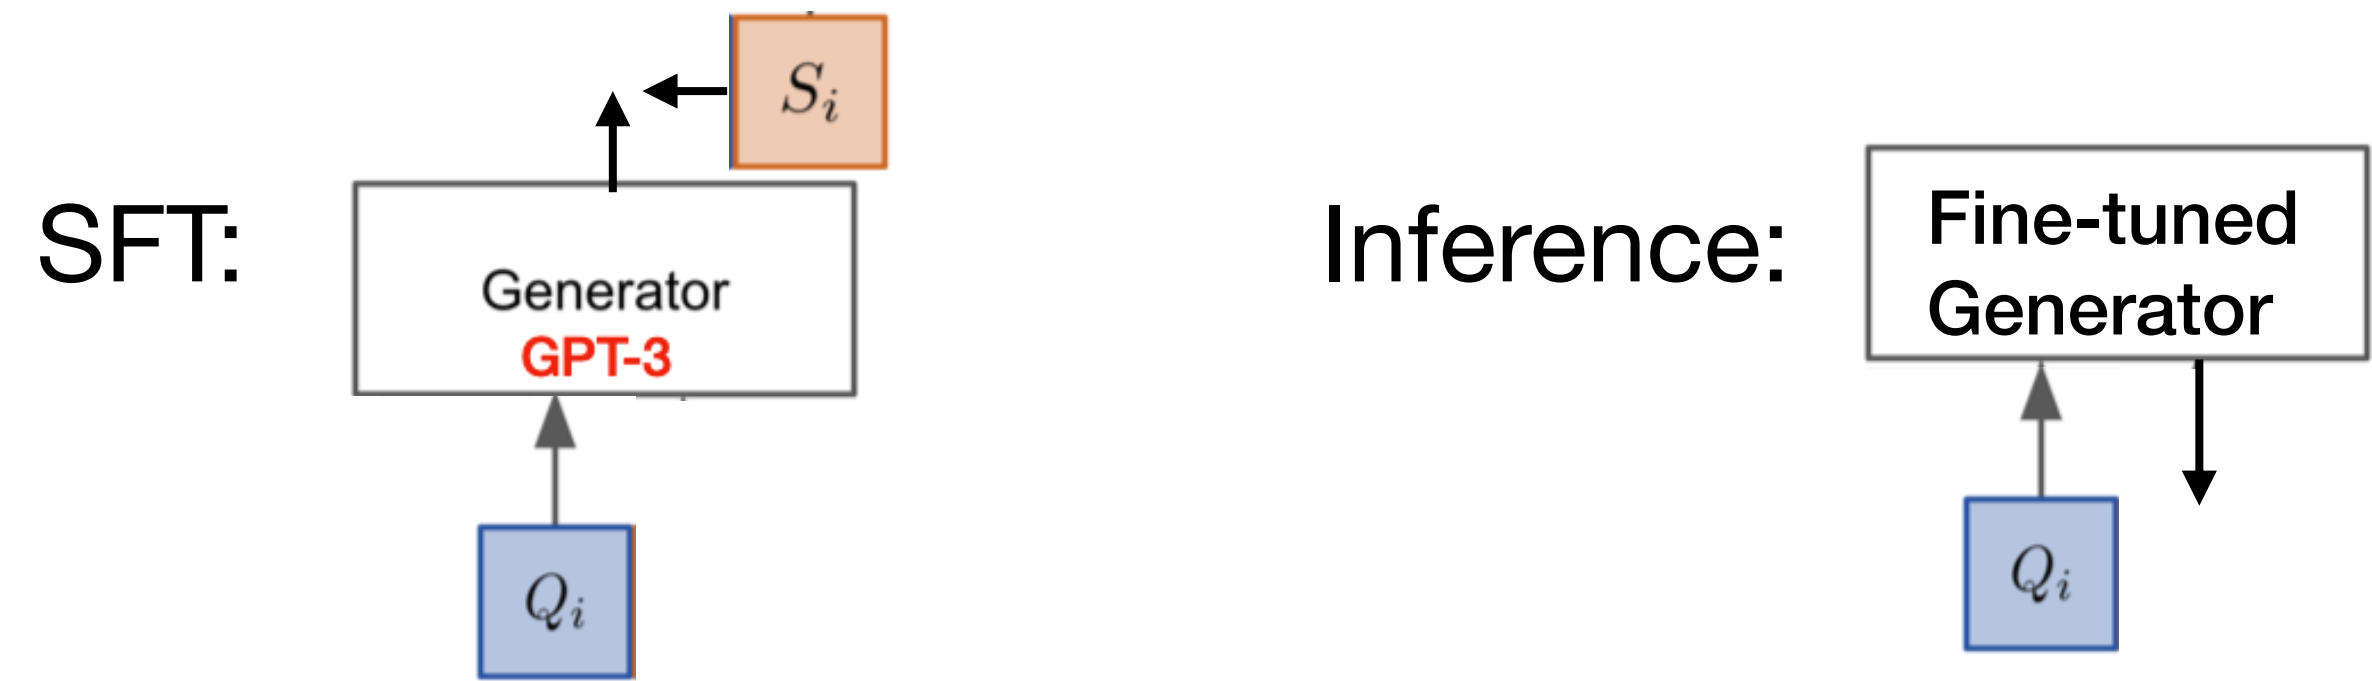 SFT:
S_i
Generator
GPT-3
Q_i
Inference:
Fine-tuned
Generator
Q_i